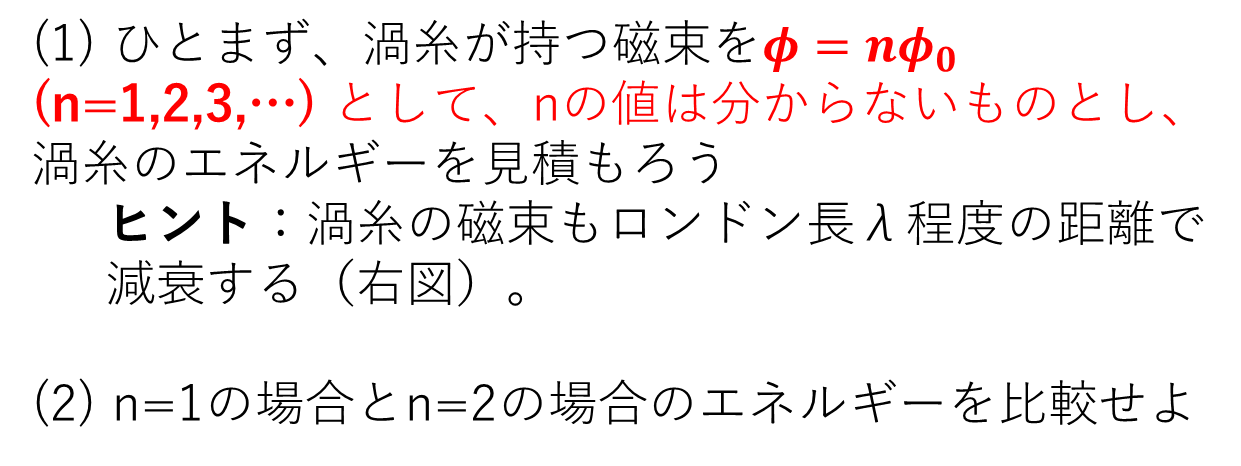 (1) ひとまず、渦糸が持つ磁束をϕ = nϕ₀
(n=1,2,3,⋯) として、nの値は分からないものとし、
渦糸のエネルギーを見積もろう
ヒント：渦糸の磁束もロンドン長λ程度の距離で
減衰する（右図）。
(2) n=1の場合とn=2の場合のエネルギーを比較せよ